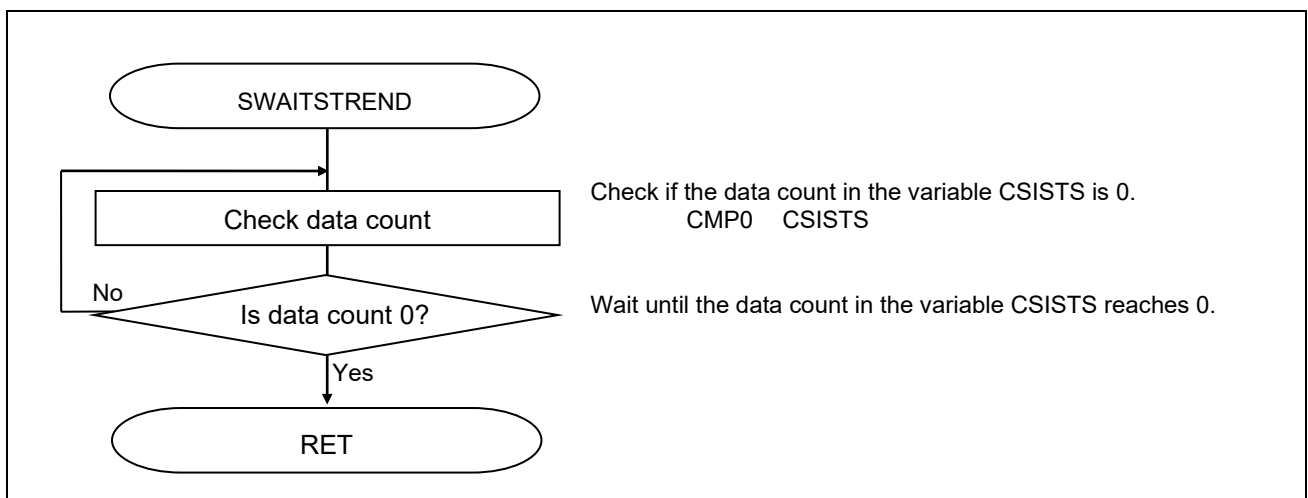 SWAITSTREND
Check data count
Check if the data count in the variable CSISTS is 0.
CMP0 CSISTS
No
Is data count 0?
Wait until the data count in the variable CSISTS reaches 0.
Yes
RET